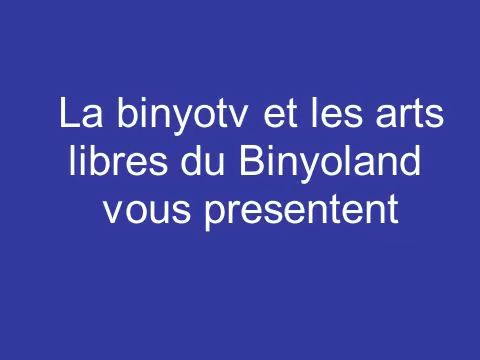 La binyotv et les arts
libres du Binyoland
vous presentent